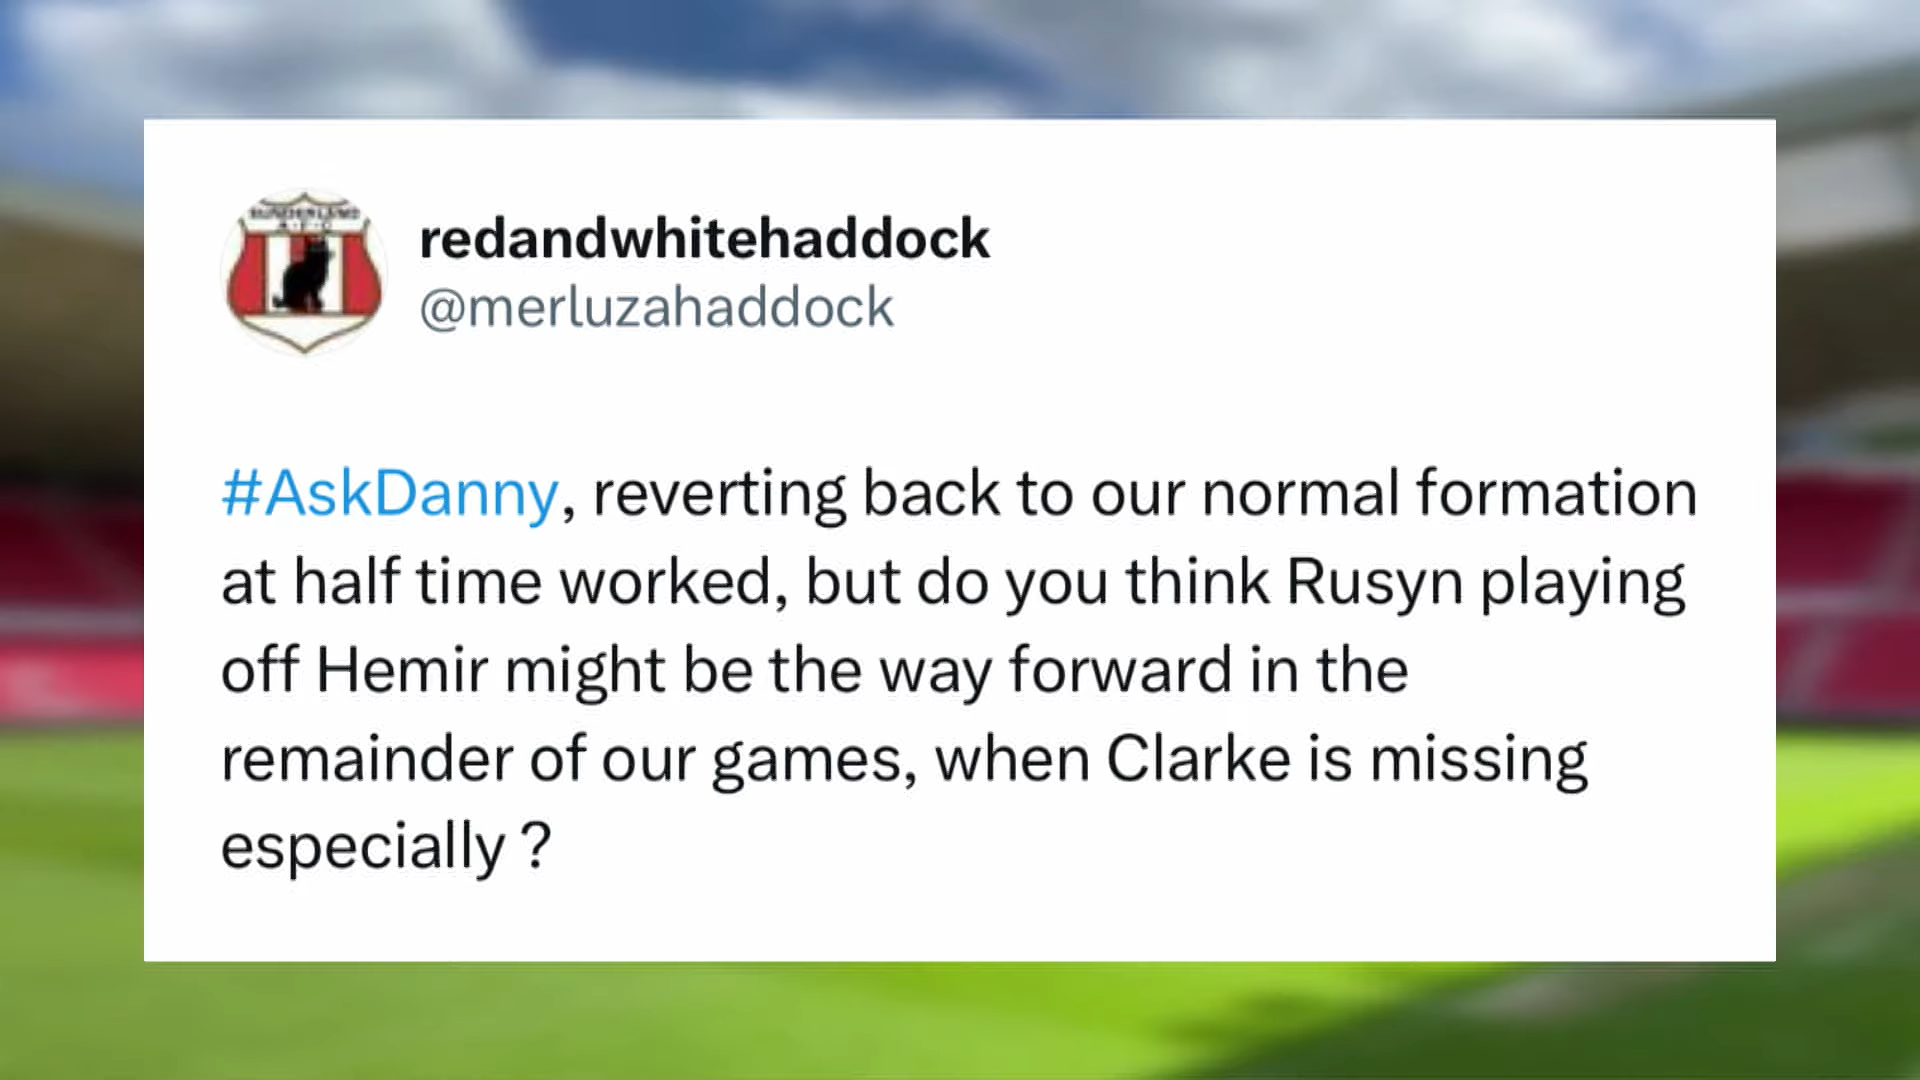 SUNDERLAND
A.F.C
redandwhitehaddock
@merluzahaddock
#AskDanny, reverting back to our normal formation
at half time worked, but do you think Rusyn playing
off Hemir might be the way forward in the
remainder of our games, when Clarke is missing
especially ?